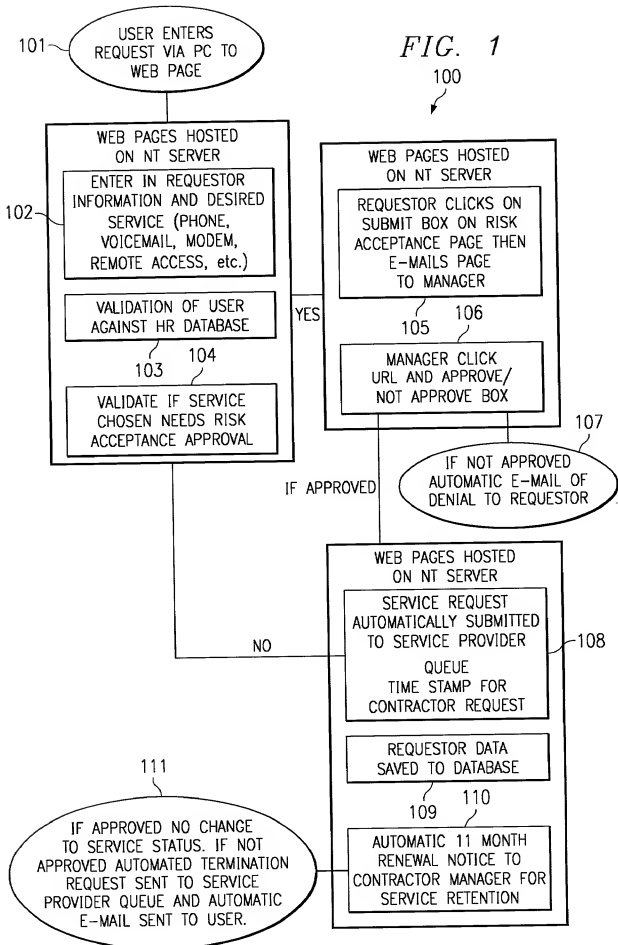 FIG. 1
100
101
USER ENTERS
REQUEST VIA PC TO
WEB PAGE
WEB PAGES HOSTED
ON NT SERVER
102
ENTER IN REQUESTOR
INFORMATION AND DESIRED
SERVICE (PHONE,
VOICEMAIL, MODEM,
REMOTE ACCESS, etc.)
VALIDATION OF USER
AGAINST HR DATABASE
103
104
VALIDATE IF SERVICE
CHOSEN NEEDS RISK
ACCEPTANCE APPROVAL
YES
WEB PAGES HOSTED
ON NT SERVER
REQUESTOR CLICKS ON
SUBMIT BOX ON RISK
ACCEPTANCE PAGE THEN
E-MAILS PAGE
TO MANAGER
105
106
MANAGER CLICK
URL AND APPROVE/
NOT APPROVE BOX
107
IF NOT APPROVED
AUTOMATIC E-MAIL OF
DENIAL TO REQUESTOR
IF APPROVED
NO
WEB PAGES HOSTED
ON NT SERVER
SERVICE REQUEST
AUTOMATICALLY SUBMITTED
TO SERVICE PROVIDER
QUEUE
TIME STAMP FOR
CONTRACTOR REQUEST
108
REQUESTOR DATA
SAVED TO DATABASE
109
110
AUTOMATIC 11 MONTH
RENEWAL NOTICE TO
CONTRACTOR MANAGER FOR
SERVICE RETENTION
111
IF APPROVED NO CHANGE
TO SERVICE STATUS. IF NOT
APPROVED AUTOMATED TERMINATION
REQUEST SENT TO SERVICE
PROVIDER QUEUE AND AUTOMATIC
E-MAIL SENT TO USER.